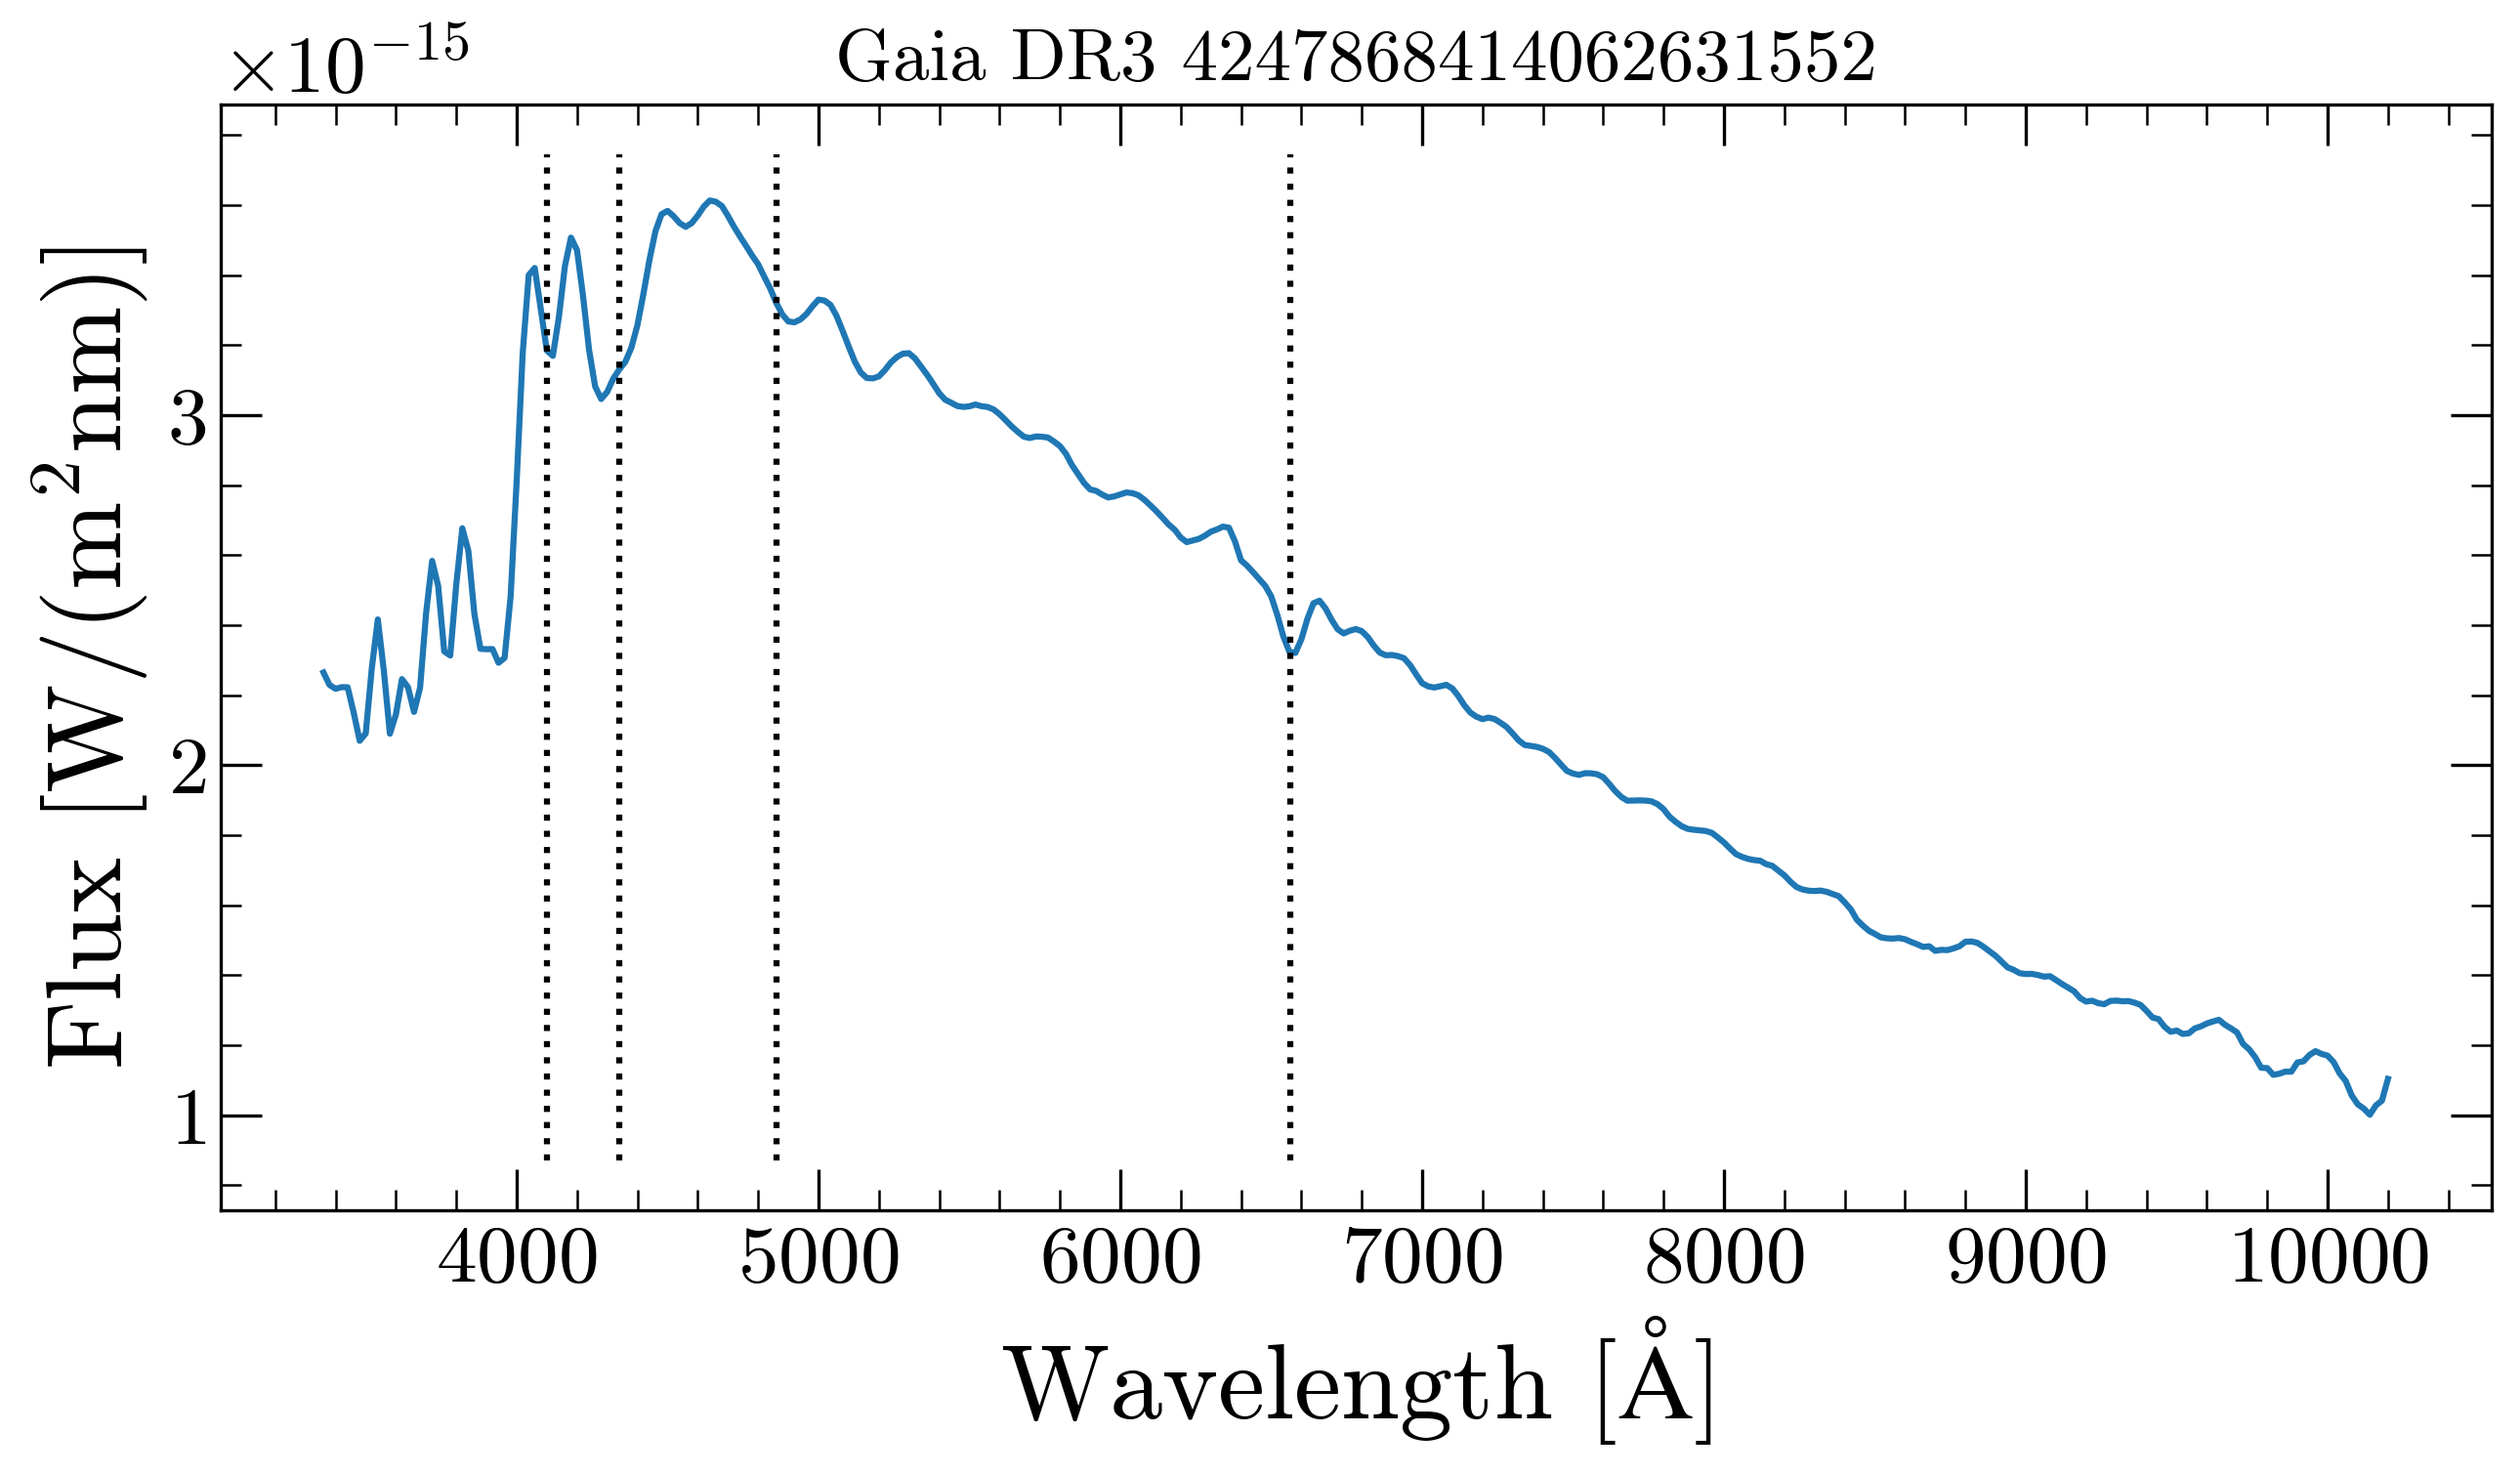 ×10⁻¹⁵
Gaia DR3 4247868414062631552
Flux [W/(m²nm)]
3
2
1
4000 5000 6000 7000 8000 9000 10000
Wavelength [Å]